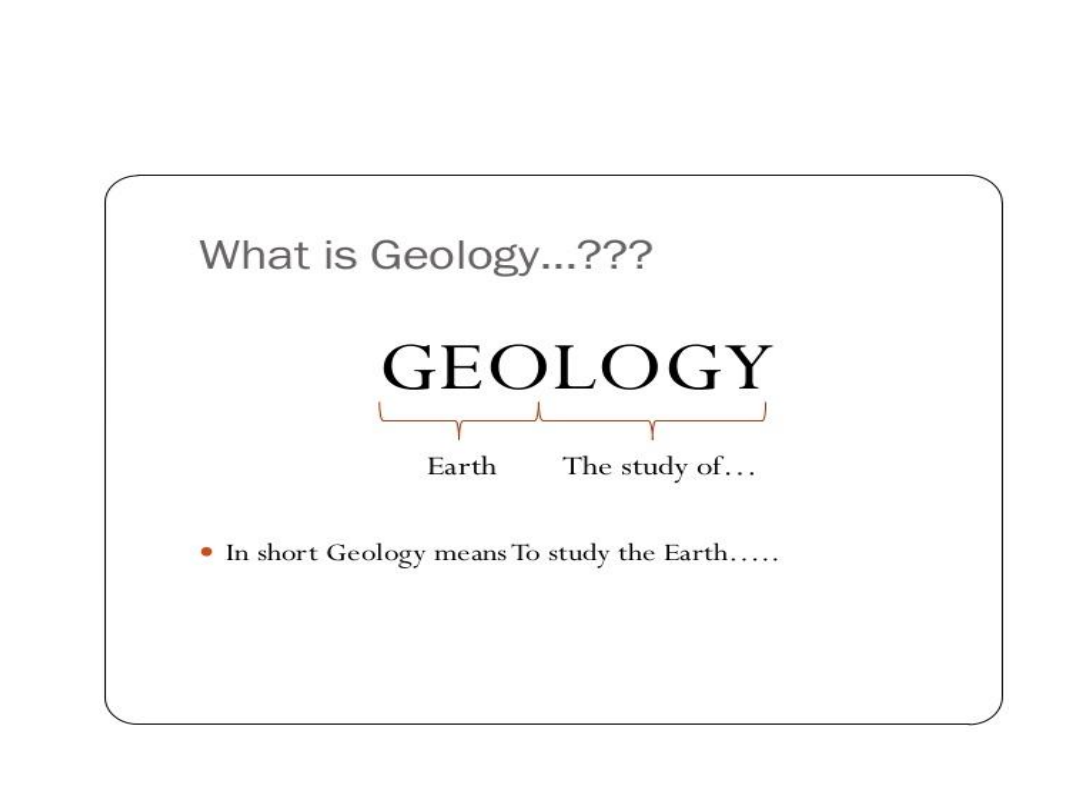 What is Geology...???
GEOLOGY
Earth The study of...
In short Geology means To study the Earth.....